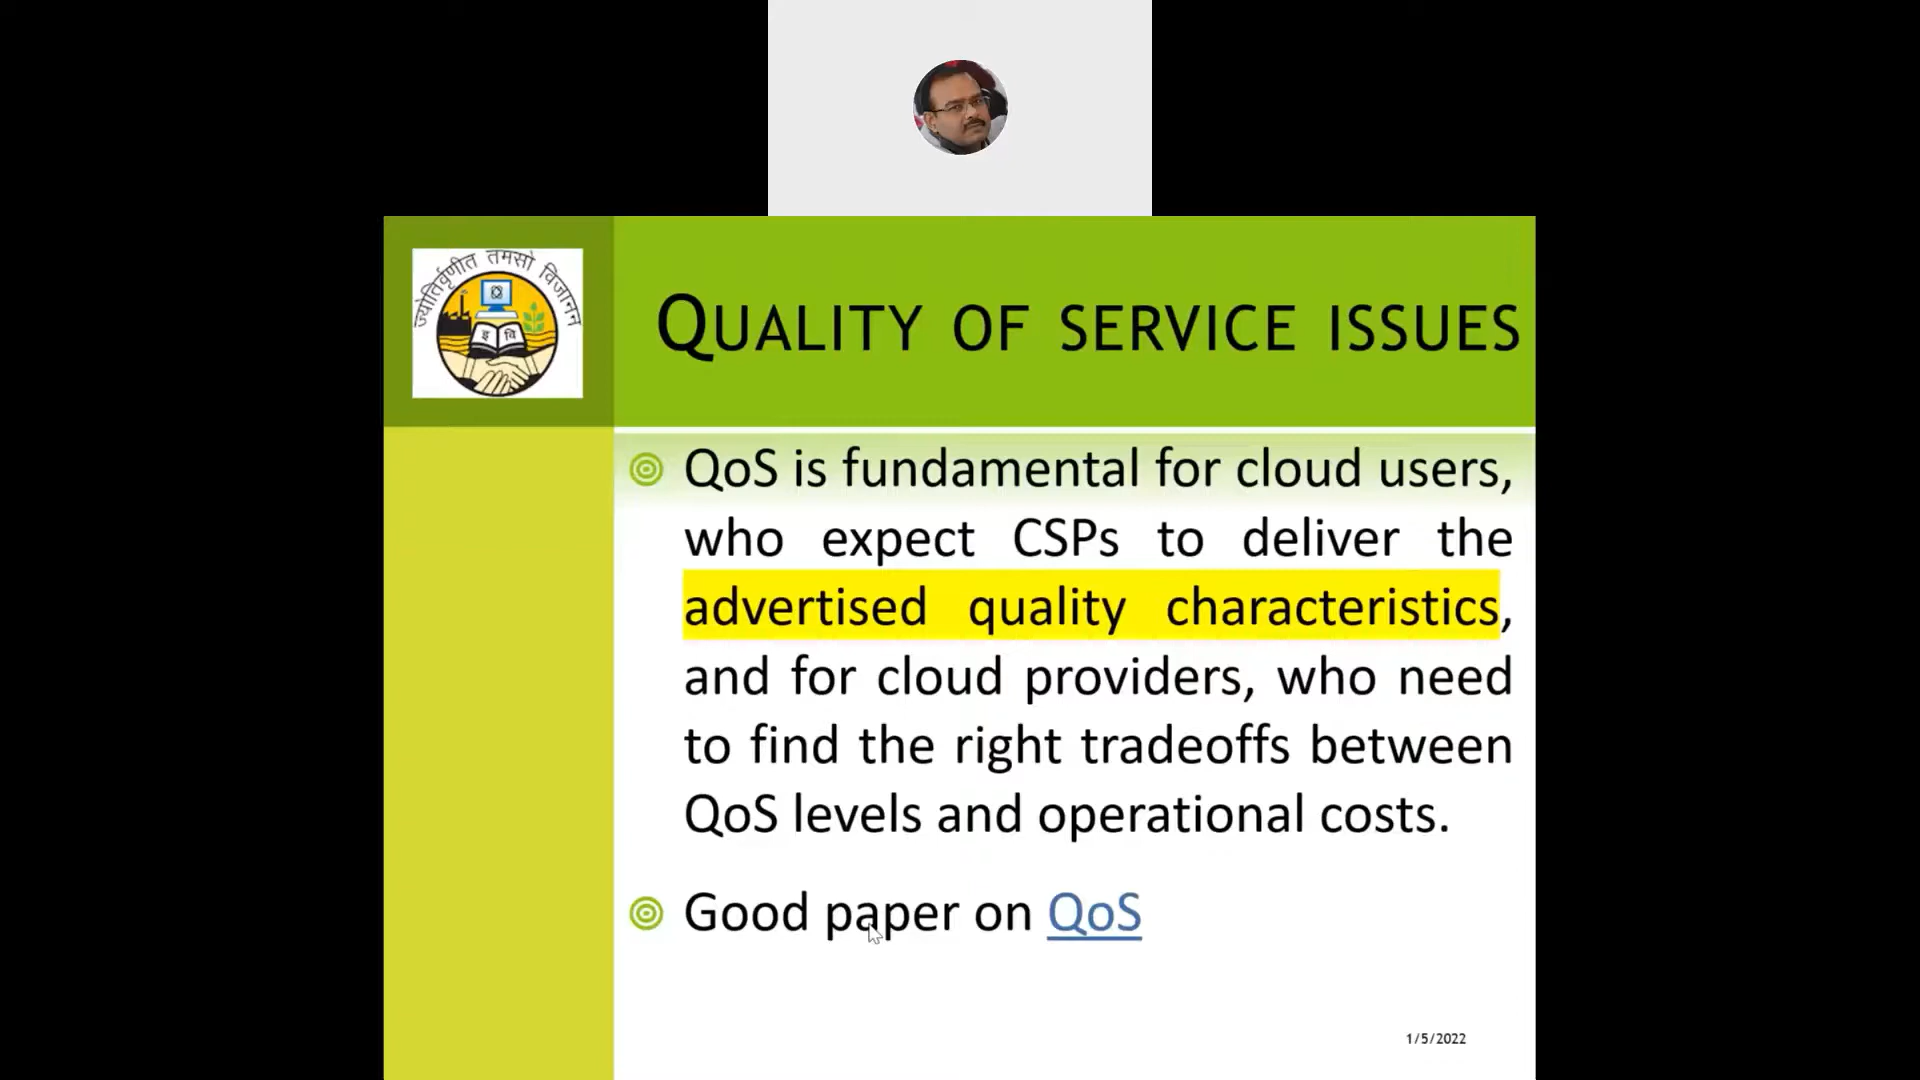 ज्योतिर्वृणीत तमसो विजानन
इ वि
QUALITY OF SERVICE ISSUES
QoS is fundamental for cloud users,
who expect CSPs to deliver the
advertised quality characteristics,
and for cloud providers, who need
to find the right tradeoffs between
QoS levels and operational costs.
Good paper on QoS
1/5/2022